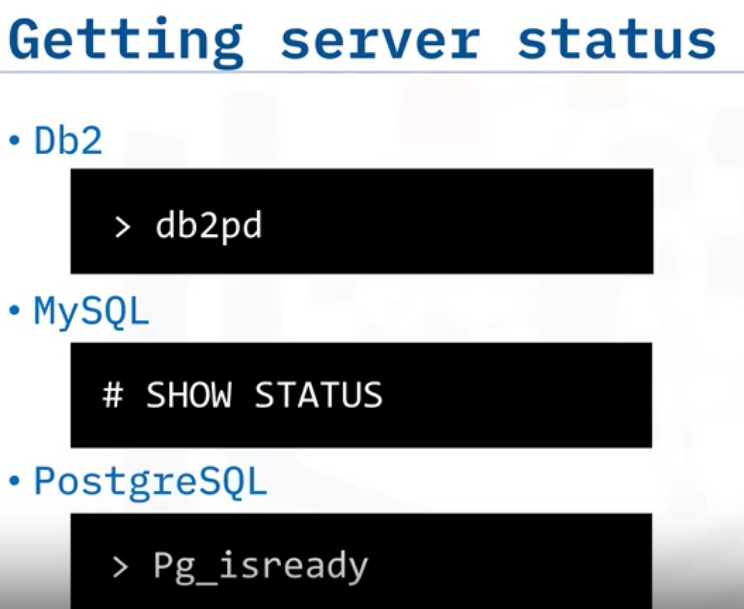 Getting server status
• Db2
> db2pd
• MySQL
# SHOW STATUS
• PostgreSQL
> Pg_isready